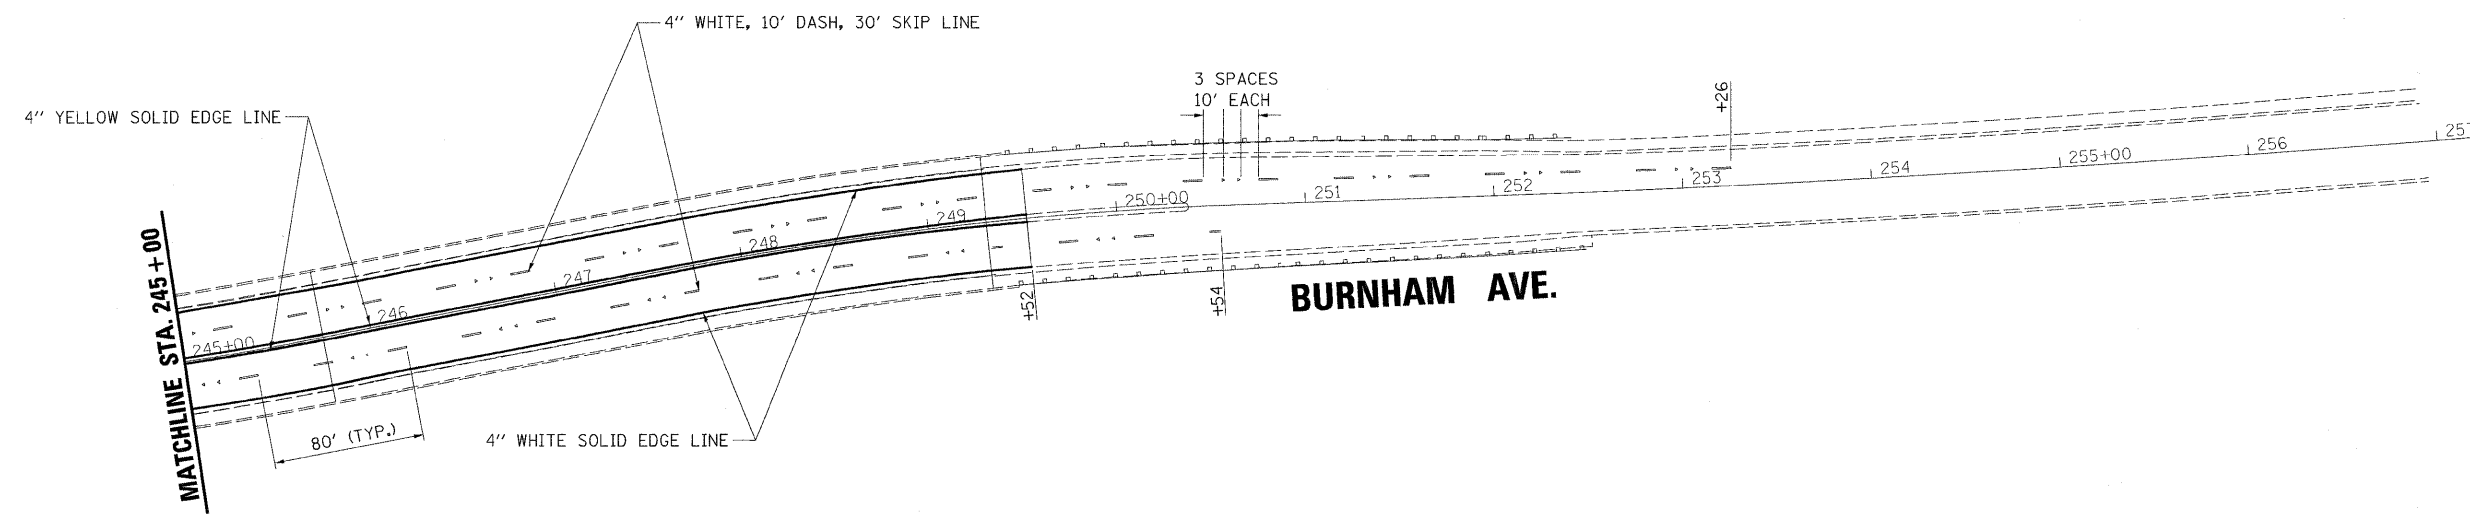 4" WHITE, 10' DASH, 30' SKIP LINE
3 SPACES
10' EACH
+26
4" YELLOW SOLID EDGE LINE
257
256
255+00
254
253
252
251
250+00
249
248
247
246
245+00
MATCHLINE STA. 245+00
+52
+54
BURNHAM AVE.
80' (TYP.)
4" WHITE SOLID EDGE LINE